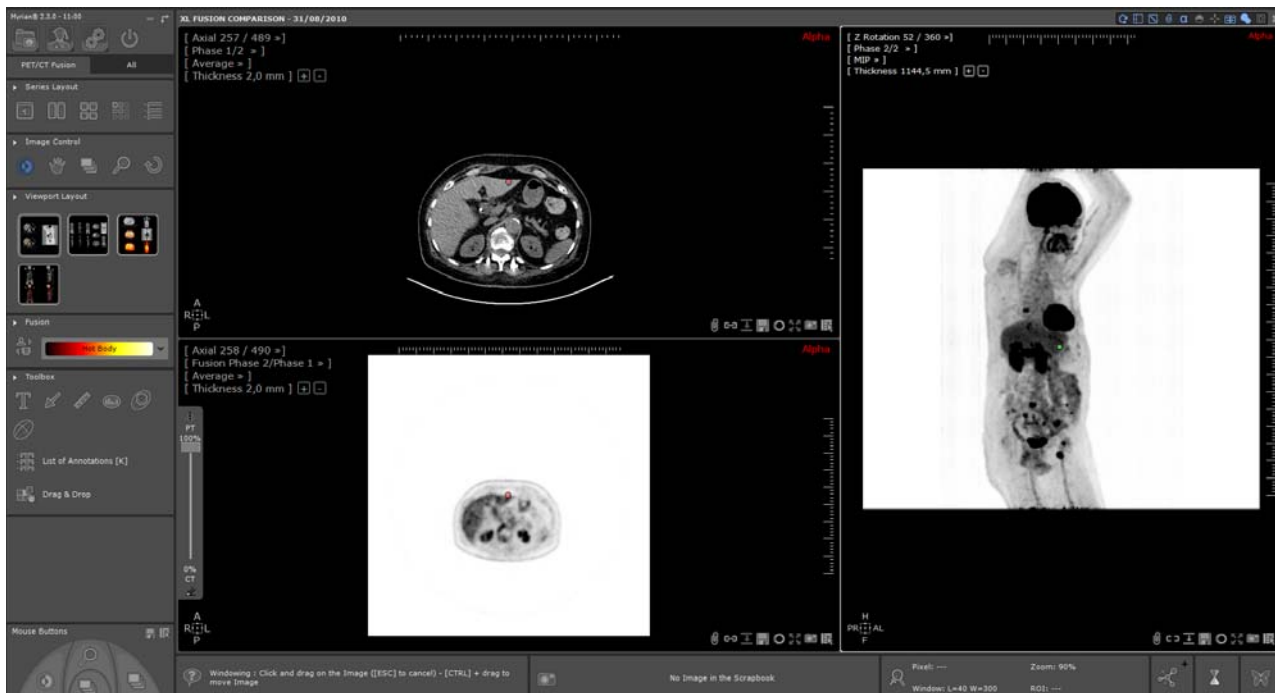 Myrian® 2.3.0 - 11:00
XL FUSION COMPARISON - 31/08/2010
PET/CT Fusion
All
Series Layout
Image Control
Viewport Layout
Fusion
Hot Body
Toolbox
T
List of Annotations [K]
Drag & Drop
Mouse Buttons
[ Axial 257 / 489 »]
[ Phase 1/2 »]
[ Average » ]
[ Thickness 2,0 mm ] + -
Alpha
A
R L
P
[ Axial 258 / 490 »]
[ Fusion Phase 2/Phase 1 » ]
[ Average » ]
[ Thickness 2,0 mm ] + -
Alpha
PT
100%
0%
CT
A
R L
P
[ Z Rotation 52 / 360 »]
[ Phase 2/2 » ]
[ MIP » ]
[ Thickness 1144,5 mm ] + -
Alpha
H
PR AL
F
Windowing : Click and drag on the Image ([ESC] to cancel) - [CTRL] + drag to
move Image
No Image in the Scrapbook
Pixel: ---
Zoom: 90%
Window: L=40 W=300
ROI: ---